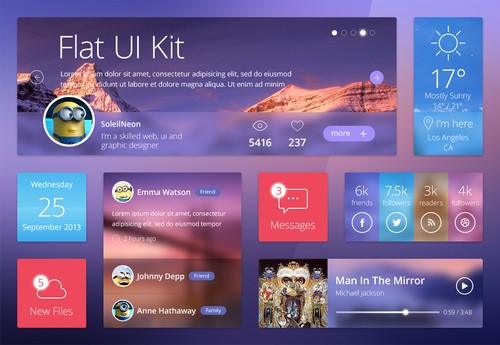 Flat UI Kit
Lorem ipsum dolor sit amet, consectetur adipisicing elit, sed do eiusmod
tempor incididunt ut labore et dolore magna aliqua. Ut enim ad minim
SoleilNeon
I'm a skilled web, ui and
graphic designer
5416
237
more +
17°
Mostly Sunny
14° / 21°
I'm here
Los Angeles
CA
Wednesday
25
September 2013
5
New Files
Emma Watson
Friend
Lorem ipsum dolor sit amet,
consectetur adipisicing elit, sed
do eiusmod tempor
2 hours ago
Johnny Depp
Friend
Anne Hathaway
Family
3
Messages
6k
friends
7.5k
followers
3k
readers
4k
followers
Man In The Mirror
Michael Jackson
0:59 / 3:48